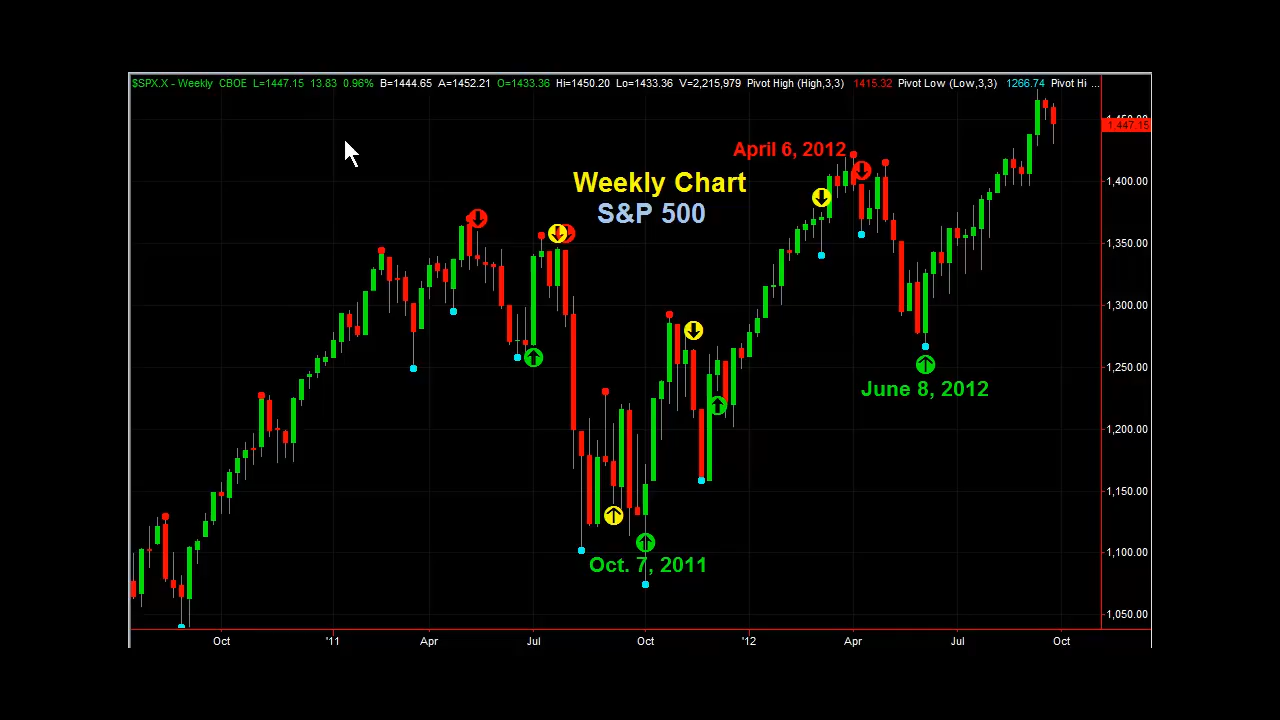 $SPX.X - Weekly CBOE L=1447.15 13.83 0.96% B=1444.65 A=1452.21 O=1433.36 Hi=1450.20 Lo=1433.36 V=2,215,979 Pivot High (High,3,3) 1415.32 Pivot Low (Low,3,3) 1266.74 Pivot Hi ...
1,447.15
April 6, 2012
Weekly Chart
1,400.00
S&P 500
1,350.00
1,300.00
1,250.00
June 8, 2012
1,200.00
1,150.00
1,100.00
Oct. 7, 2011
1,050.00
Oct '11 Apr Jul Oct '12 Apr Jul Oct